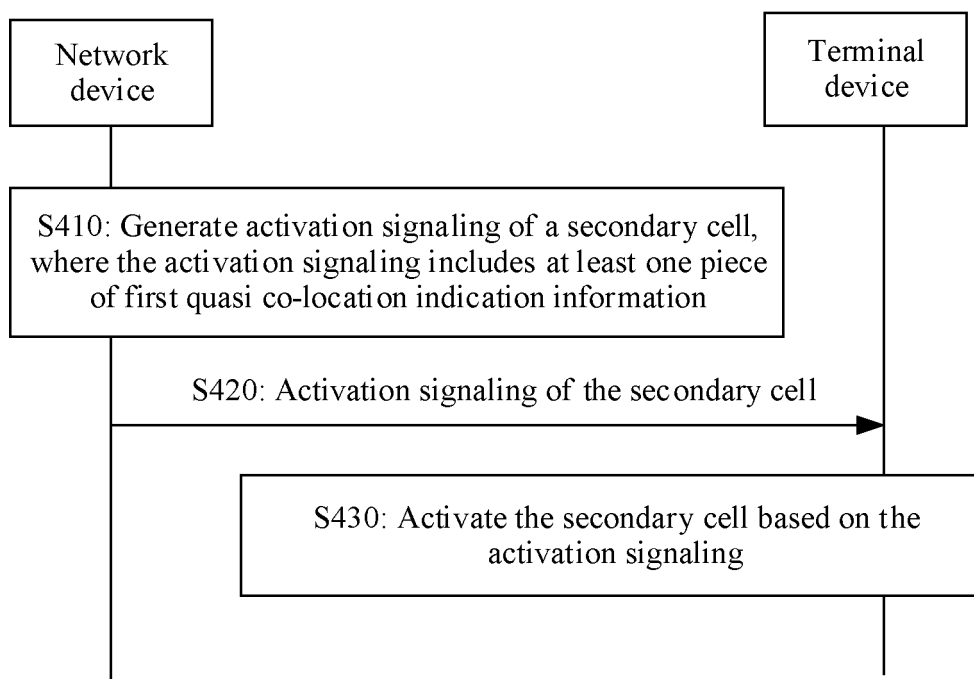 Network
device
Terminal
device
S410: Generate activation signaling of a secondary cell,
where the activation signaling includes at least one piece
of first quasi co-location indication information
S420: Activation signaling of the secondary cell
S430: Activate the secondary cell based on the
activation signaling